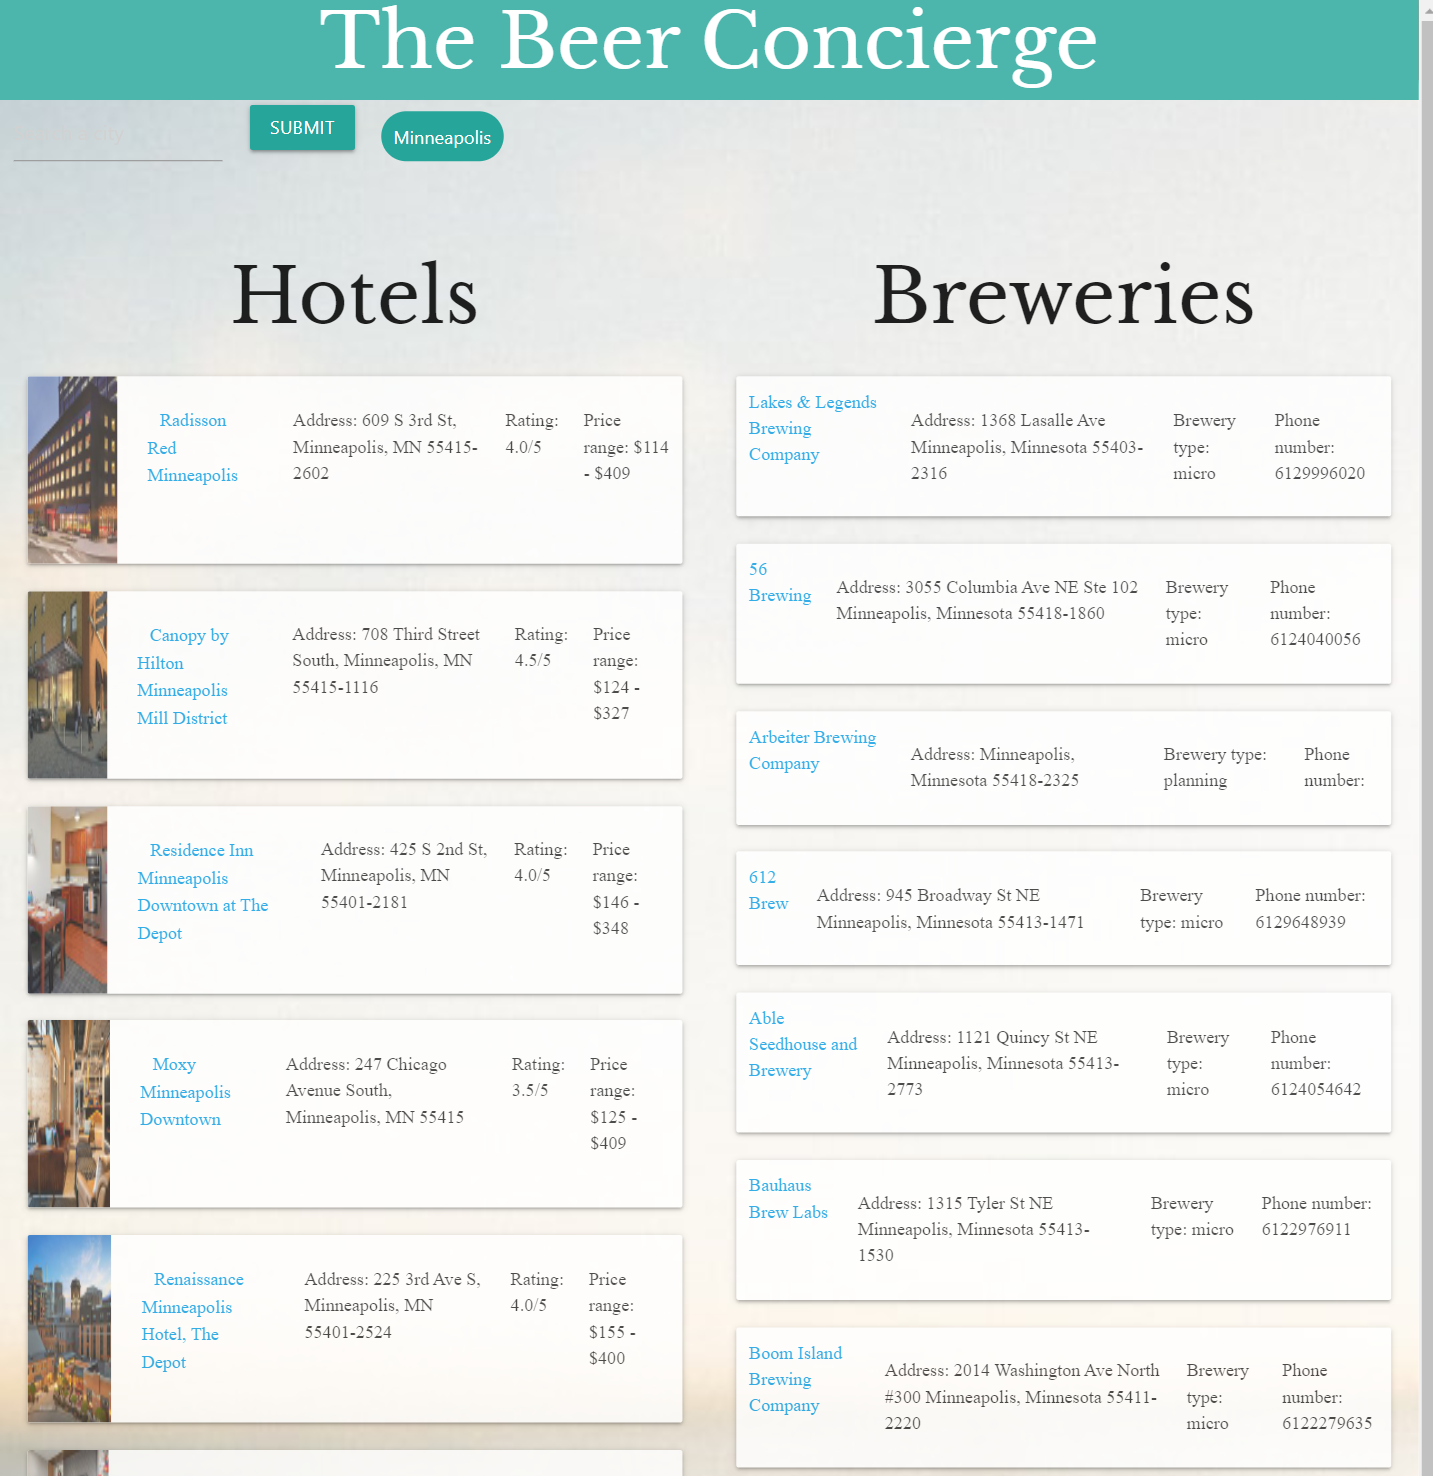 The Beer Concierge
SUBMIT
Minneapolis
Hotels
Radisson
Red
Minneapolis
Address: 609 S 3rd St,
Minneapolis, MN 55415-
2602
Rating:
4.0/5
Price
range: $114
- $409
Canopy by
Hilton
Minneapolis
Mill District
Address: 708 Third Street
South, Minneapolis, MN
55415-1116
Rating:
4.5/5
Price
range:
$124 -
$327
Residence Inn
Minneapolis
Downtown at The
Depot
Address: 425 S 2nd St,
Minneapolis, MN
55401-2181
Rating:
4.0/5
Price
range:
$146 -
$348
Moxy
Minneapolis
Downtown
Address: 247 Chicago
Avenue South,
Minneapolis, MN 55415
Rating:
3.5/5
Price
range:
$125 -
$409
Renaissance
Minneapolis
Hotel, The
Depot
Address: 225 3rd Ave S,
Minneapolis, MN
55401-2524
Rating:
4.0/5
Price
range:
$155 -
$400
Breweries
Lakes & Legends
Brewing
Company
Address: 1368 Lasalle Ave
Minneapolis, Minnesota 55403-
2316
Brewery
type:
micro
Phone
number:
6129996020
56
Brewing
Address: 3055 Columbia Ave NE Ste 102
Minneapolis, Minnesota 55418-1860
Brewery
type:
micro
Phone
number:
6124040056
Arbeiter Brewing
Company
Address: Minneapolis,
Minnesota 55418-2325
Brewery type:
planning
Phone
number:
612
Brew
Address: 945 Broadway St NE
Minneapolis, Minnesota 55413-1471
Brewery
type: micro
Phone number:
6129648939
Able
Seedhouse and
Brewery
Address: 1121 Quincy St NE
Minneapolis, Minnesota 55413-
2773
Brewery
type:
micro
Phone
number:
6124054642
Bauhaus
Brew Labs
Address: 1315 Tyler St NE
Minneapolis, Minnesota 55413-
1530
Brewery
type: micro
Phone number:
6122976911
Boom Island
Brewing
Company
Address: 2014 Washington Ave North
#300 Minneapolis, Minnesota 55411-
2220
Brewery
type:
micro
Phone
number:
6122279635